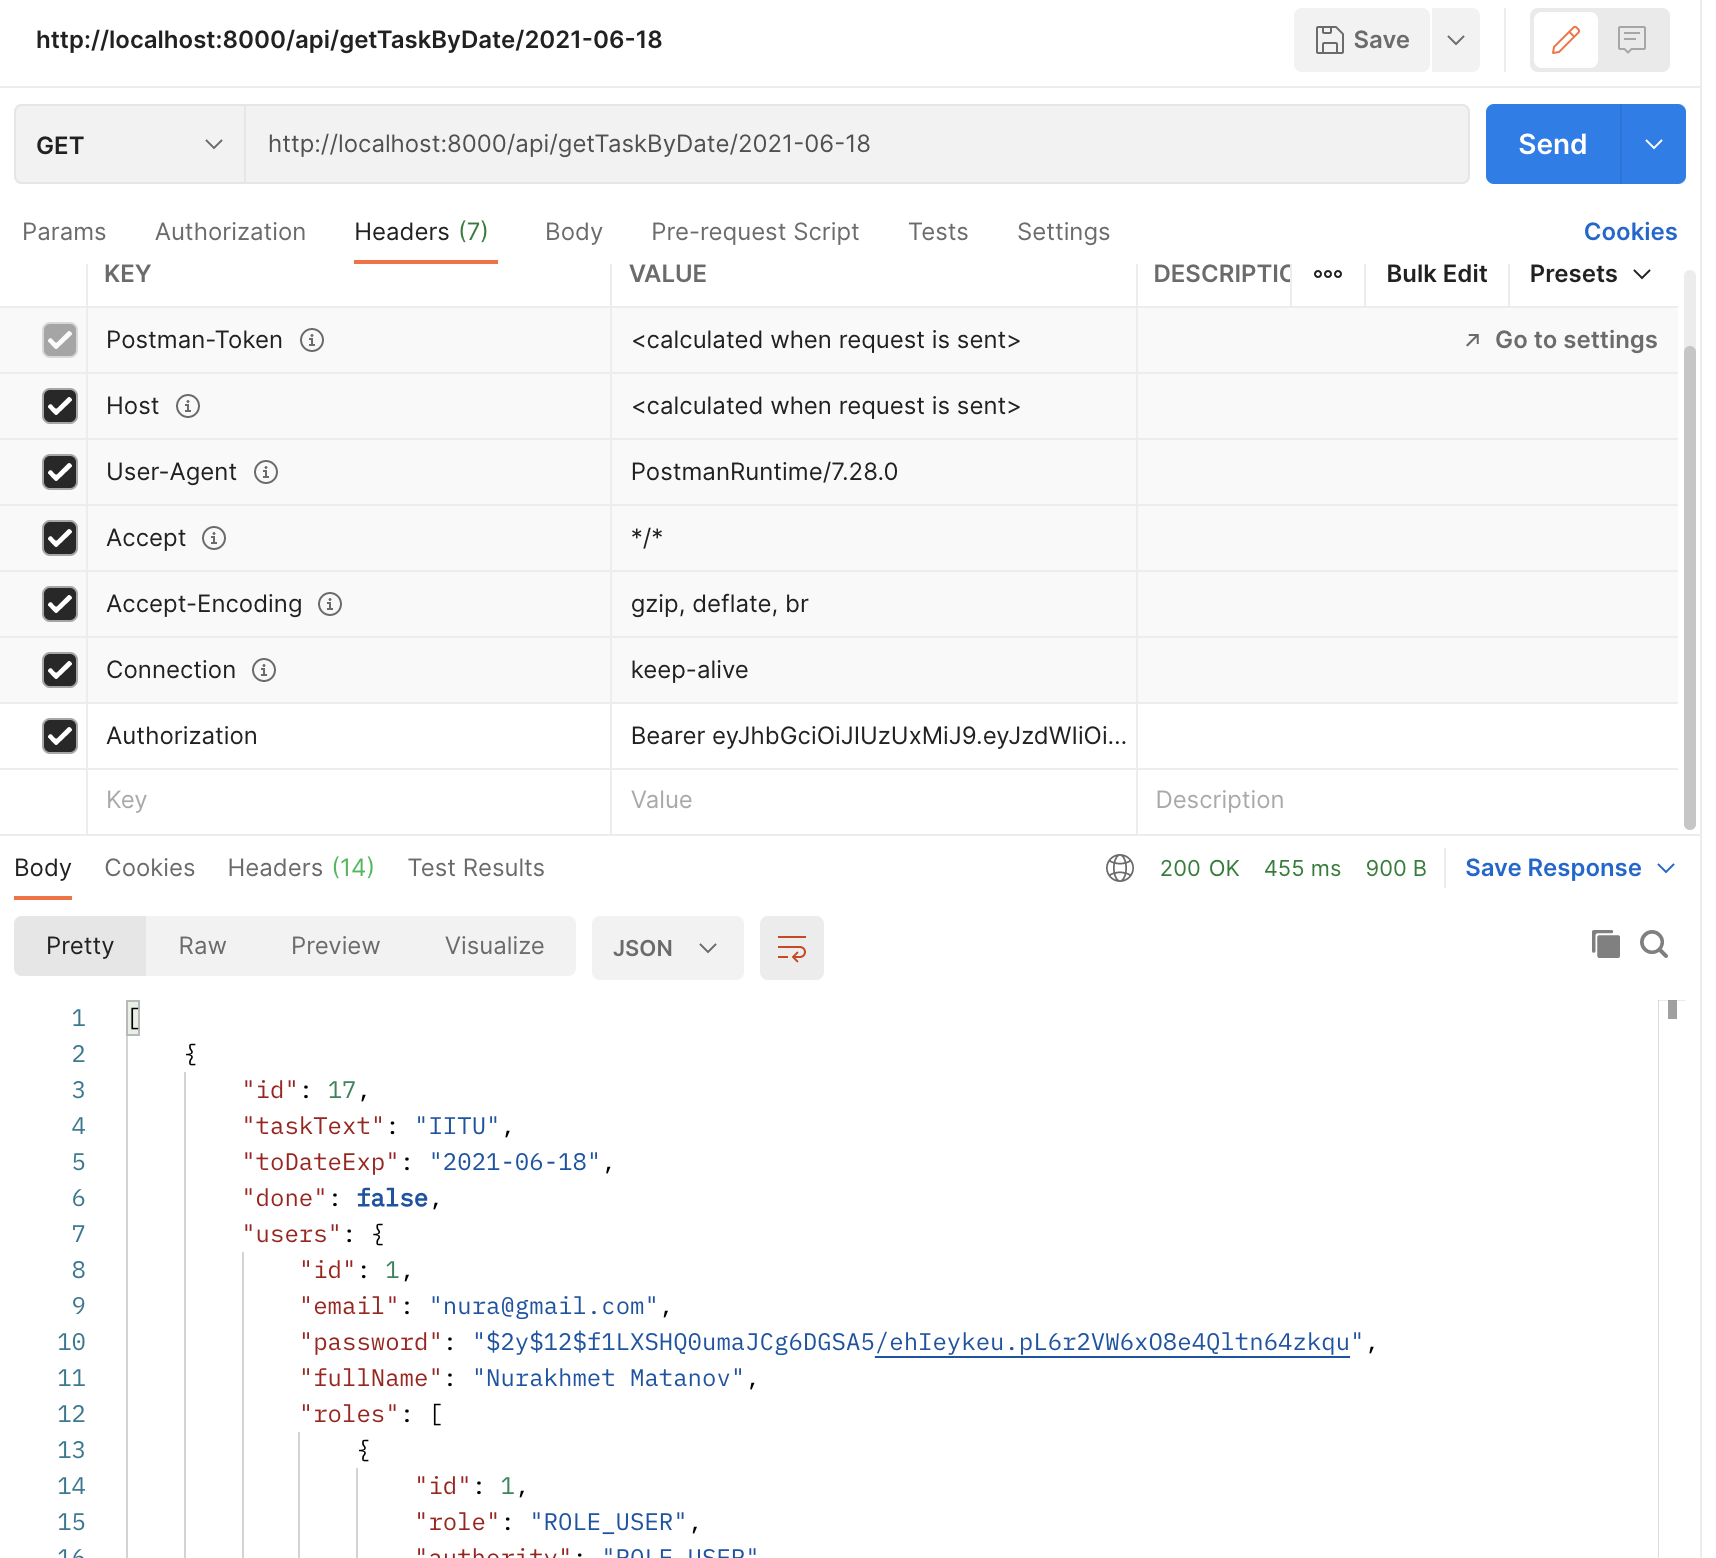 http://localhost:8000/api/getTaskByDate/2021-06-18
Save
GET
http://localhost:8000/api/getTaskByDate/2021-06-18
Send
Params Authorization Headers (7) Body Pre-request Script Tests Settings Cookies
KEY VALUE DESCRIPTIO ooo Bulk Edit Presets
Postman-Token <calculated when request is sent> Go to settings
Host <calculated when request is sent>
User-Agent PostmanRuntime/7.28.0
Accept */*
Accept-Encoding gzip, deflate, br
Connection keep-alive
Authorization Bearer eyJhbGciOiJIUzUxMiJ9.eyJzdWIiOi...
Key Value Description
Body Cookies Headers (14) Test Results 200 OK 455 ms 900 B Save Response
Pretty Raw Preview Visualize JSON
1 [
2 {
3 "id": 17,
4 "taskText": "IITU",
5 "toDateExp": "2021-06-18",
6 "done": false,
7 "users": {
8 "id": 1,
9 "email": "nura@gmail.com",
10 "password": "$2y$12$f1LXSHQ0umaJCg6DGSA5/ehIeykeu.pL6r2VW6xO8e4Qltn64zkqu",
11 "fullName": "Nurakhmet Matanov",
12 "roles": [
13 {
14 "id": 1,
15 "role": "ROLE_USER",
16 "authority": "ROLE_USER"